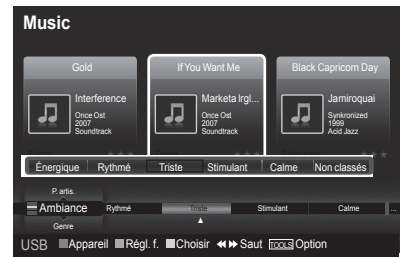 Music
Gold
If You Want Me
Black Capricom Day
Interference
Once Ost
2007
Soundtrack
Marketa Irgl...
Once Ost
2007
Soundtrack
Jamiroquai
Synkronized
1999
Acid Jazz
Énergique Rythmé Triste Stimulant Calme Non classés
P. artis.
Ambiance Rythmé Triste Stimulant Calme ...
Genre
USB Appareil Régl. f. Choisir Saut TOOLS Option